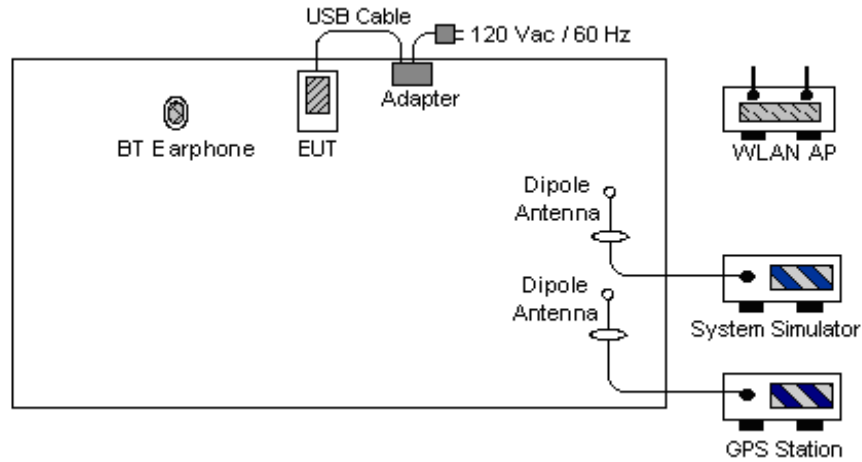 USB Cable
120 Vac / 60 Hz
Adapter
BT Earphone
EUT
WLAN AP
Dipole
Antenna
Dipole
Antenna
System Simulator
GPS Station